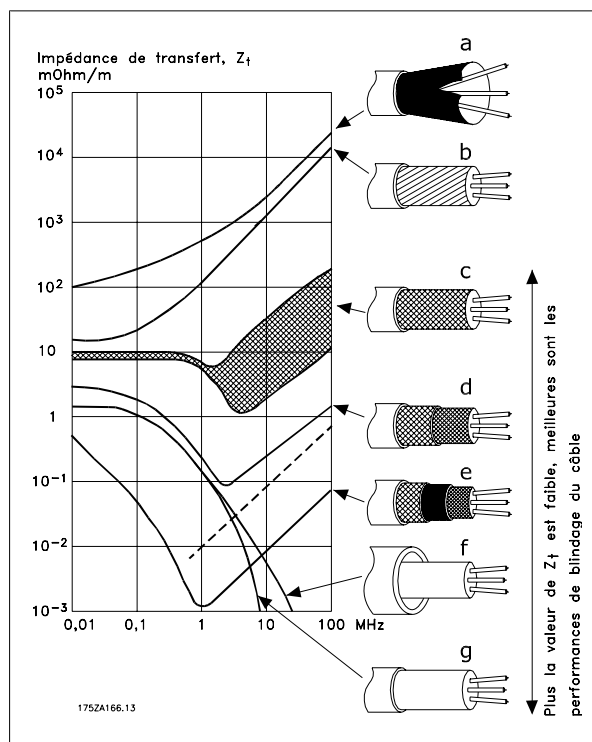 Impédance de transfert, Zt
mOhm/m
10⁵
10⁴
10³
10²
10
1
10⁻¹
10⁻²
10⁻³
0,01 0,1 1 10 100 MHz
a
b
c
d
e
f
g
Plus la valeur de Zt est faible, meilleures sont les
performances de blindage du câble
175ZA166.13